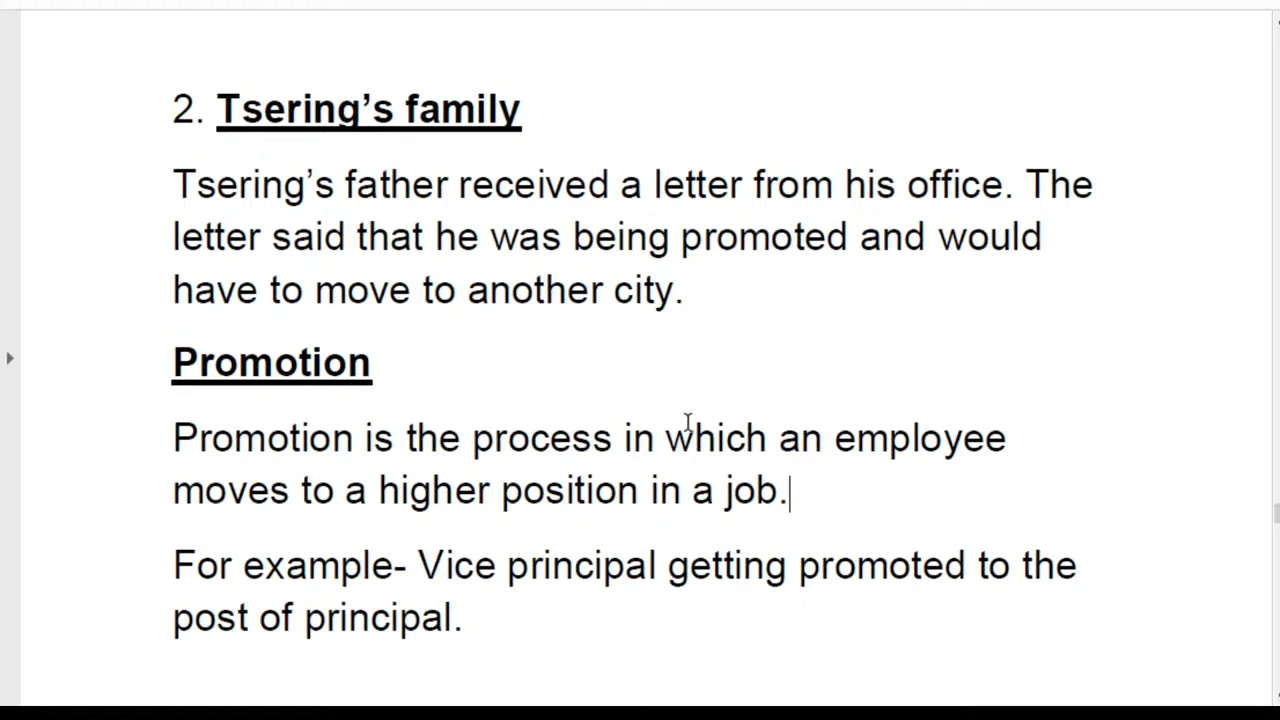 2. Tsering’s family
Tsering’s father received a letter from his office. The
letter said that he was being promoted and would
have to move to another city.
Promotion
Promotion is the process in which an employee
moves to a higher position in a job.
For example- Vice principal getting promoted to the
post of principal.